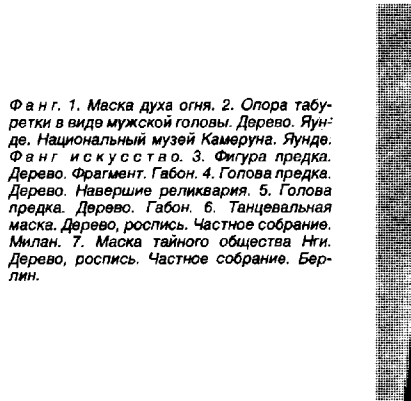 Ф а н г. 1. Маска духа огня. 2. Опора табу-
ретки в виде мужской головы. Дерево. Яун-
де. Национальный музей Камеруна. Яунде.
Ф а н г и с к у с с т в о. 3. Фигура предка.
Дерево. Фрагмент. Габон. 4. Голова предка.
Дерево. Навершие реликвария. 5. Голова
предка. Дерево. Габон. 6. Танцевальная
маска. Дерево, роспись. Частное собрание.
Милан. 7. Маска тайного общества Нги.
Дерево, роспись. Частное собрание. Бер-
лин.